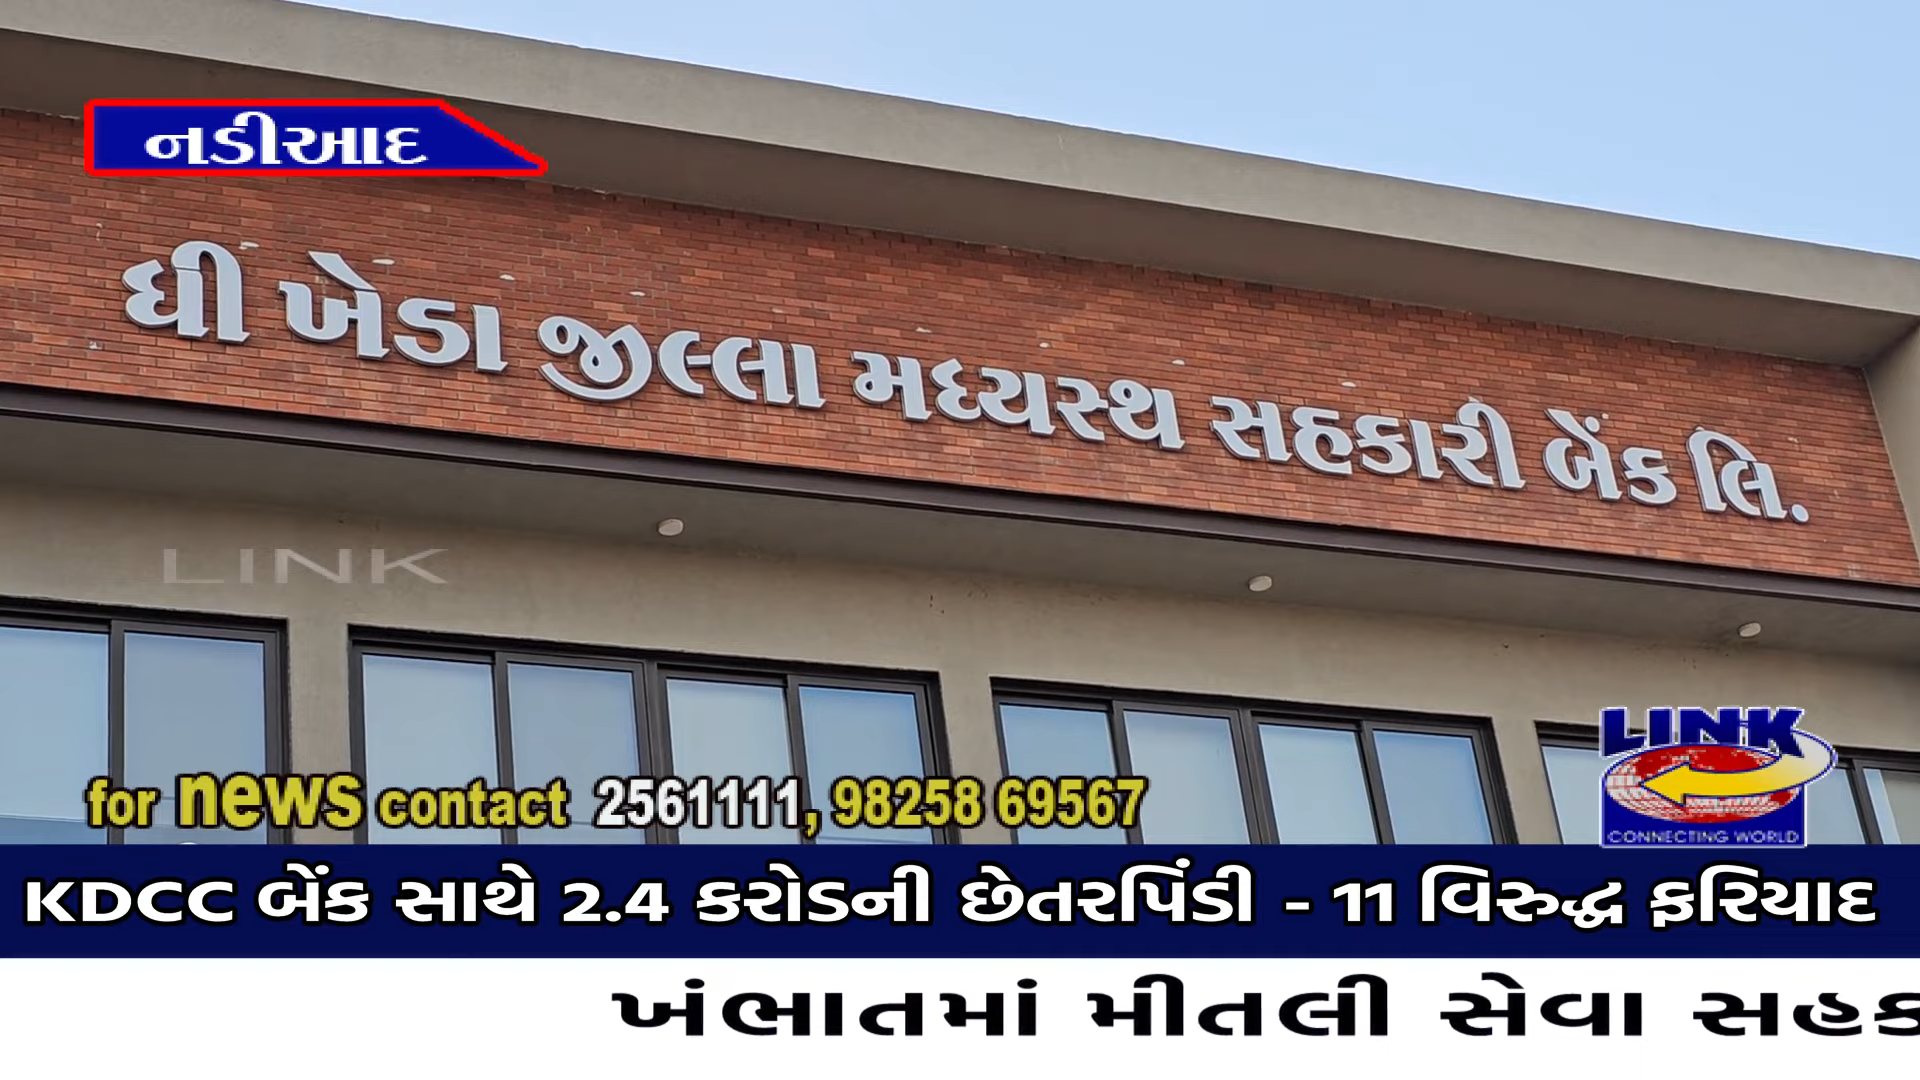 નડીઆદ
ધી ખેડા જીલ્લા મધ્યસ્થ સહકારી બેંક લિ.
LINK
LINK
CONNECTING WORLD
for news contact 2561111, 98258 69567
KDCC બેંક સાથે 2.4 કરોડની છેતરપિંડી - 11 વિરુદ્ધ ફરિયાદ
ખંભાતમાં મીતલી સેવા સહક